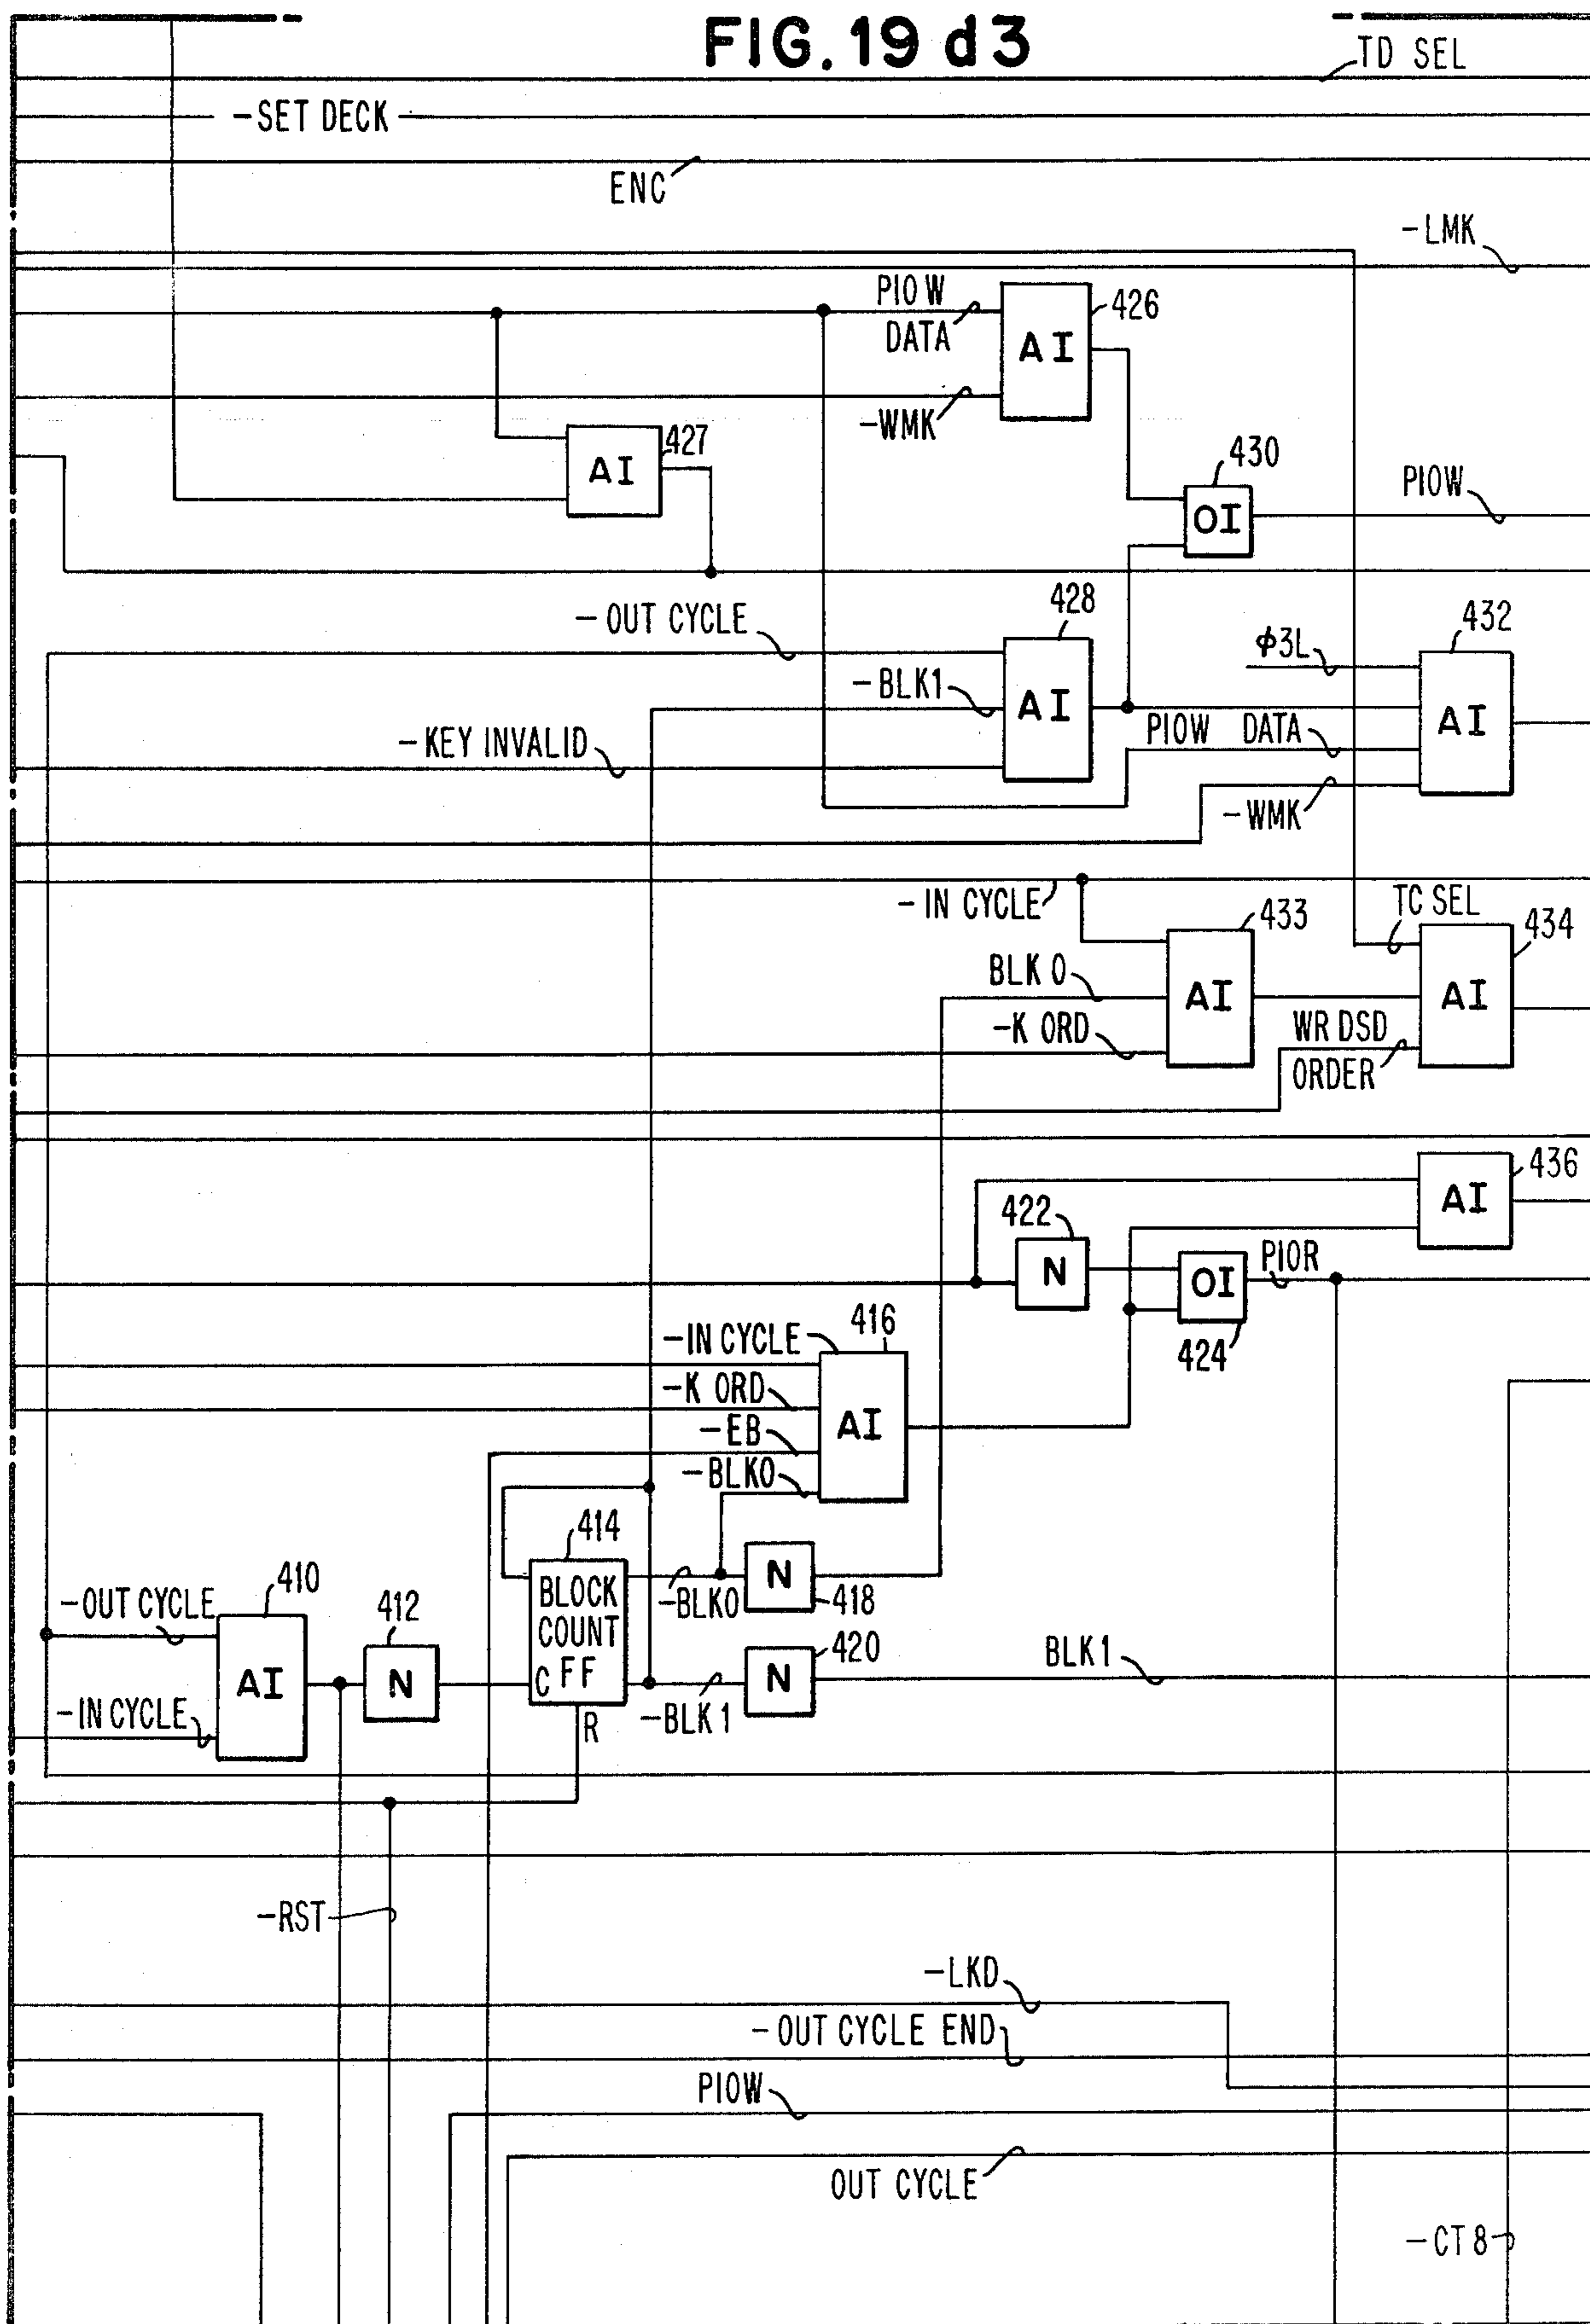 FIG. 19 d3
TD SEL
-SET DECK
ENC
-LMK
PIOW
DATA
AI
426
-WMK
AI
427
430
OI
PIOW
-OUT CYCLE
428
432
φ3L
-BLK1
AI
AI
PIOW DATA
-KEY INVALID
-WMK
-IN CYCLE
433
TC SEL
434
BLK 0
AI
AI
-K ORD
WR DSD
ORDER
436
AI
422
N
PIOR
OI
424
-IN CYCLE
416
-K ORD
AI
-EB
-BLK0
414
BLOCK
COUNT
C FF
R
-BLK0
N
418
410
-OUT CYCLE
412
AI
N
-IN CYCLE
420
N
-BLK 1
BLK1
-RST
-LKD
-OUT CYCLE END
PIOW
OUT CYCLE
-CT 8